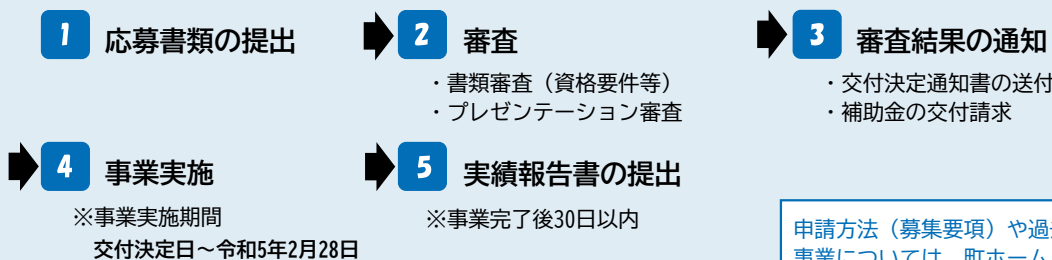 1 応募書類の提出
2 審査
・書類審査（資格要件等）
・プレゼンテーション審査
3 審査結果の通知
・交付決定通知書の送付
・補助金の交付請求
4 事業実施
※事業実施期間
交付決定日～令和5年2月28日
5 実績報告書の提出
※事業完了後30日以内
申請方法（募集要項）や過
事業については、町ホーム